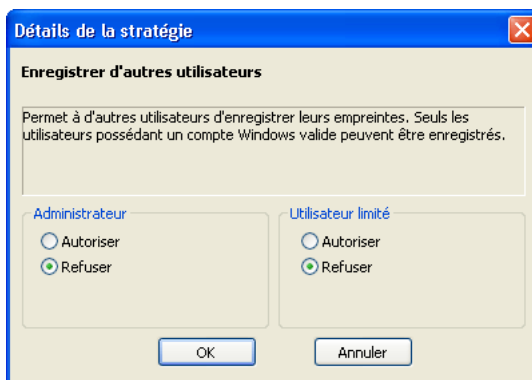 Détails de la stratégie
Enregistrer d'autres utilisateurs
Permet à d'autres utilisateurs d'enregistrer leurs empreintes. Seuls les
utilisateurs possédant un compte Windows valide peuvent être enregistrés.
Administrateur
Autoriser
Refuser
Utilisateur limité
Autoriser
Refuser
OK
Annuler